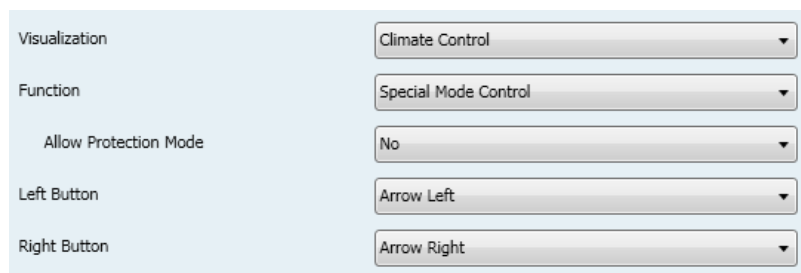 Visualization Climate Control
Function Special Mode Control
Allow Protection Mode No
Left Button Arrow Left
Right Button Arrow Right